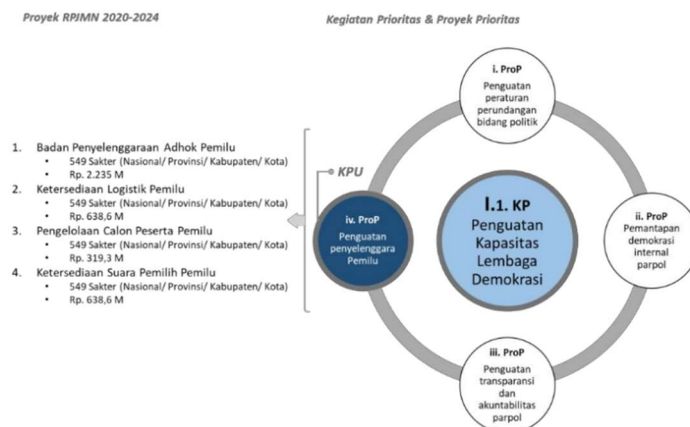 Proyek RPJMN 2020-2024
Kegiatan Prioritas & Proyek Prioritas
1. Badan Penyelenggaraan Adhok Pemilu
• 549 Sakter (Nasional/ Provinsi/ Kabupaten/ Kota)
• Rp. 2.235 M
2. Ketersediaan Logistik Pemilu
• 549 Sakter (Nasional/ Provinsi/ Kabupaten/ Kota)
• Rp. 638,6 M
3. Pengelolaan Calon Peserta Pemilu
• 549 Sakter (Nasional/ Provinsi/ Kabupaten/ Kota)
• Rp. 319,3 M
4. Ketersediaan Suara Pemilih Pemilu
• 549 Sakter (Nasional/ Provinsi/ Kabupaten/ Kota)
• Rp. 638,6 M
KPU
i. ProP
Penguatan
peraturan
perundangan
bidang politik
iv. ProP
Penguatan
penyelenggara
Pemilu
I.1. KP
Penguatan
Kapasitas
Lembaga
Demokrasi
ii. ProP
Pemantapan
demokrasi
internal
parpol
iii. ProP
Penguatan
transparansi
dan
akuntabilitas
parpol